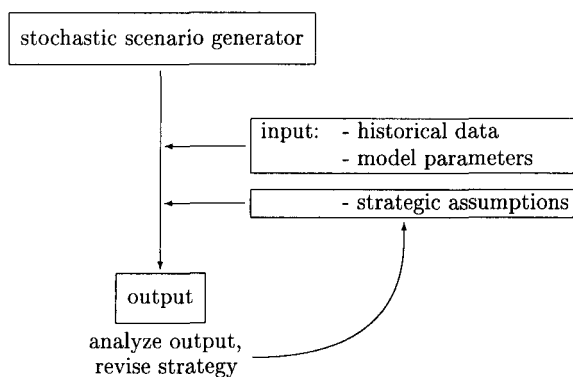 stochastic scenario generator
input: - historical data
- model parameters
- strategic assumptions
output
analyze output,
revise strategy